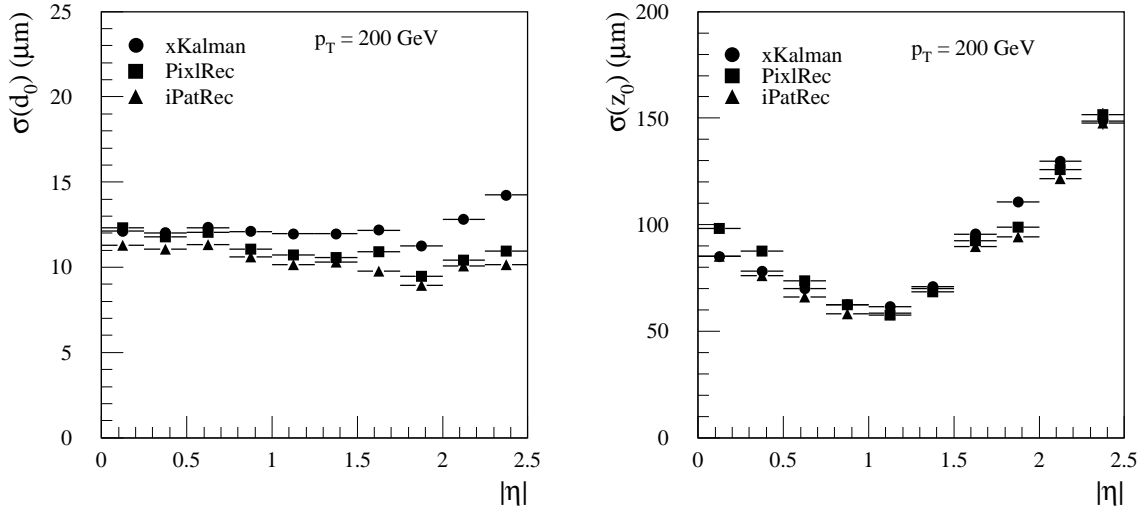 σ(d0) (μm)
25
20
15
10
5
0
xKalman
PixlRec
iPatRec
pT = 200 GeV
0 0.5 1 1.5 2 2.5
|η|
σ(z0) (μm)
200
150
100
50
0
xKalman
PixlRec
iPatRec
pT = 200 GeV
0 0.5 1 1.5 2 2.5
|η|